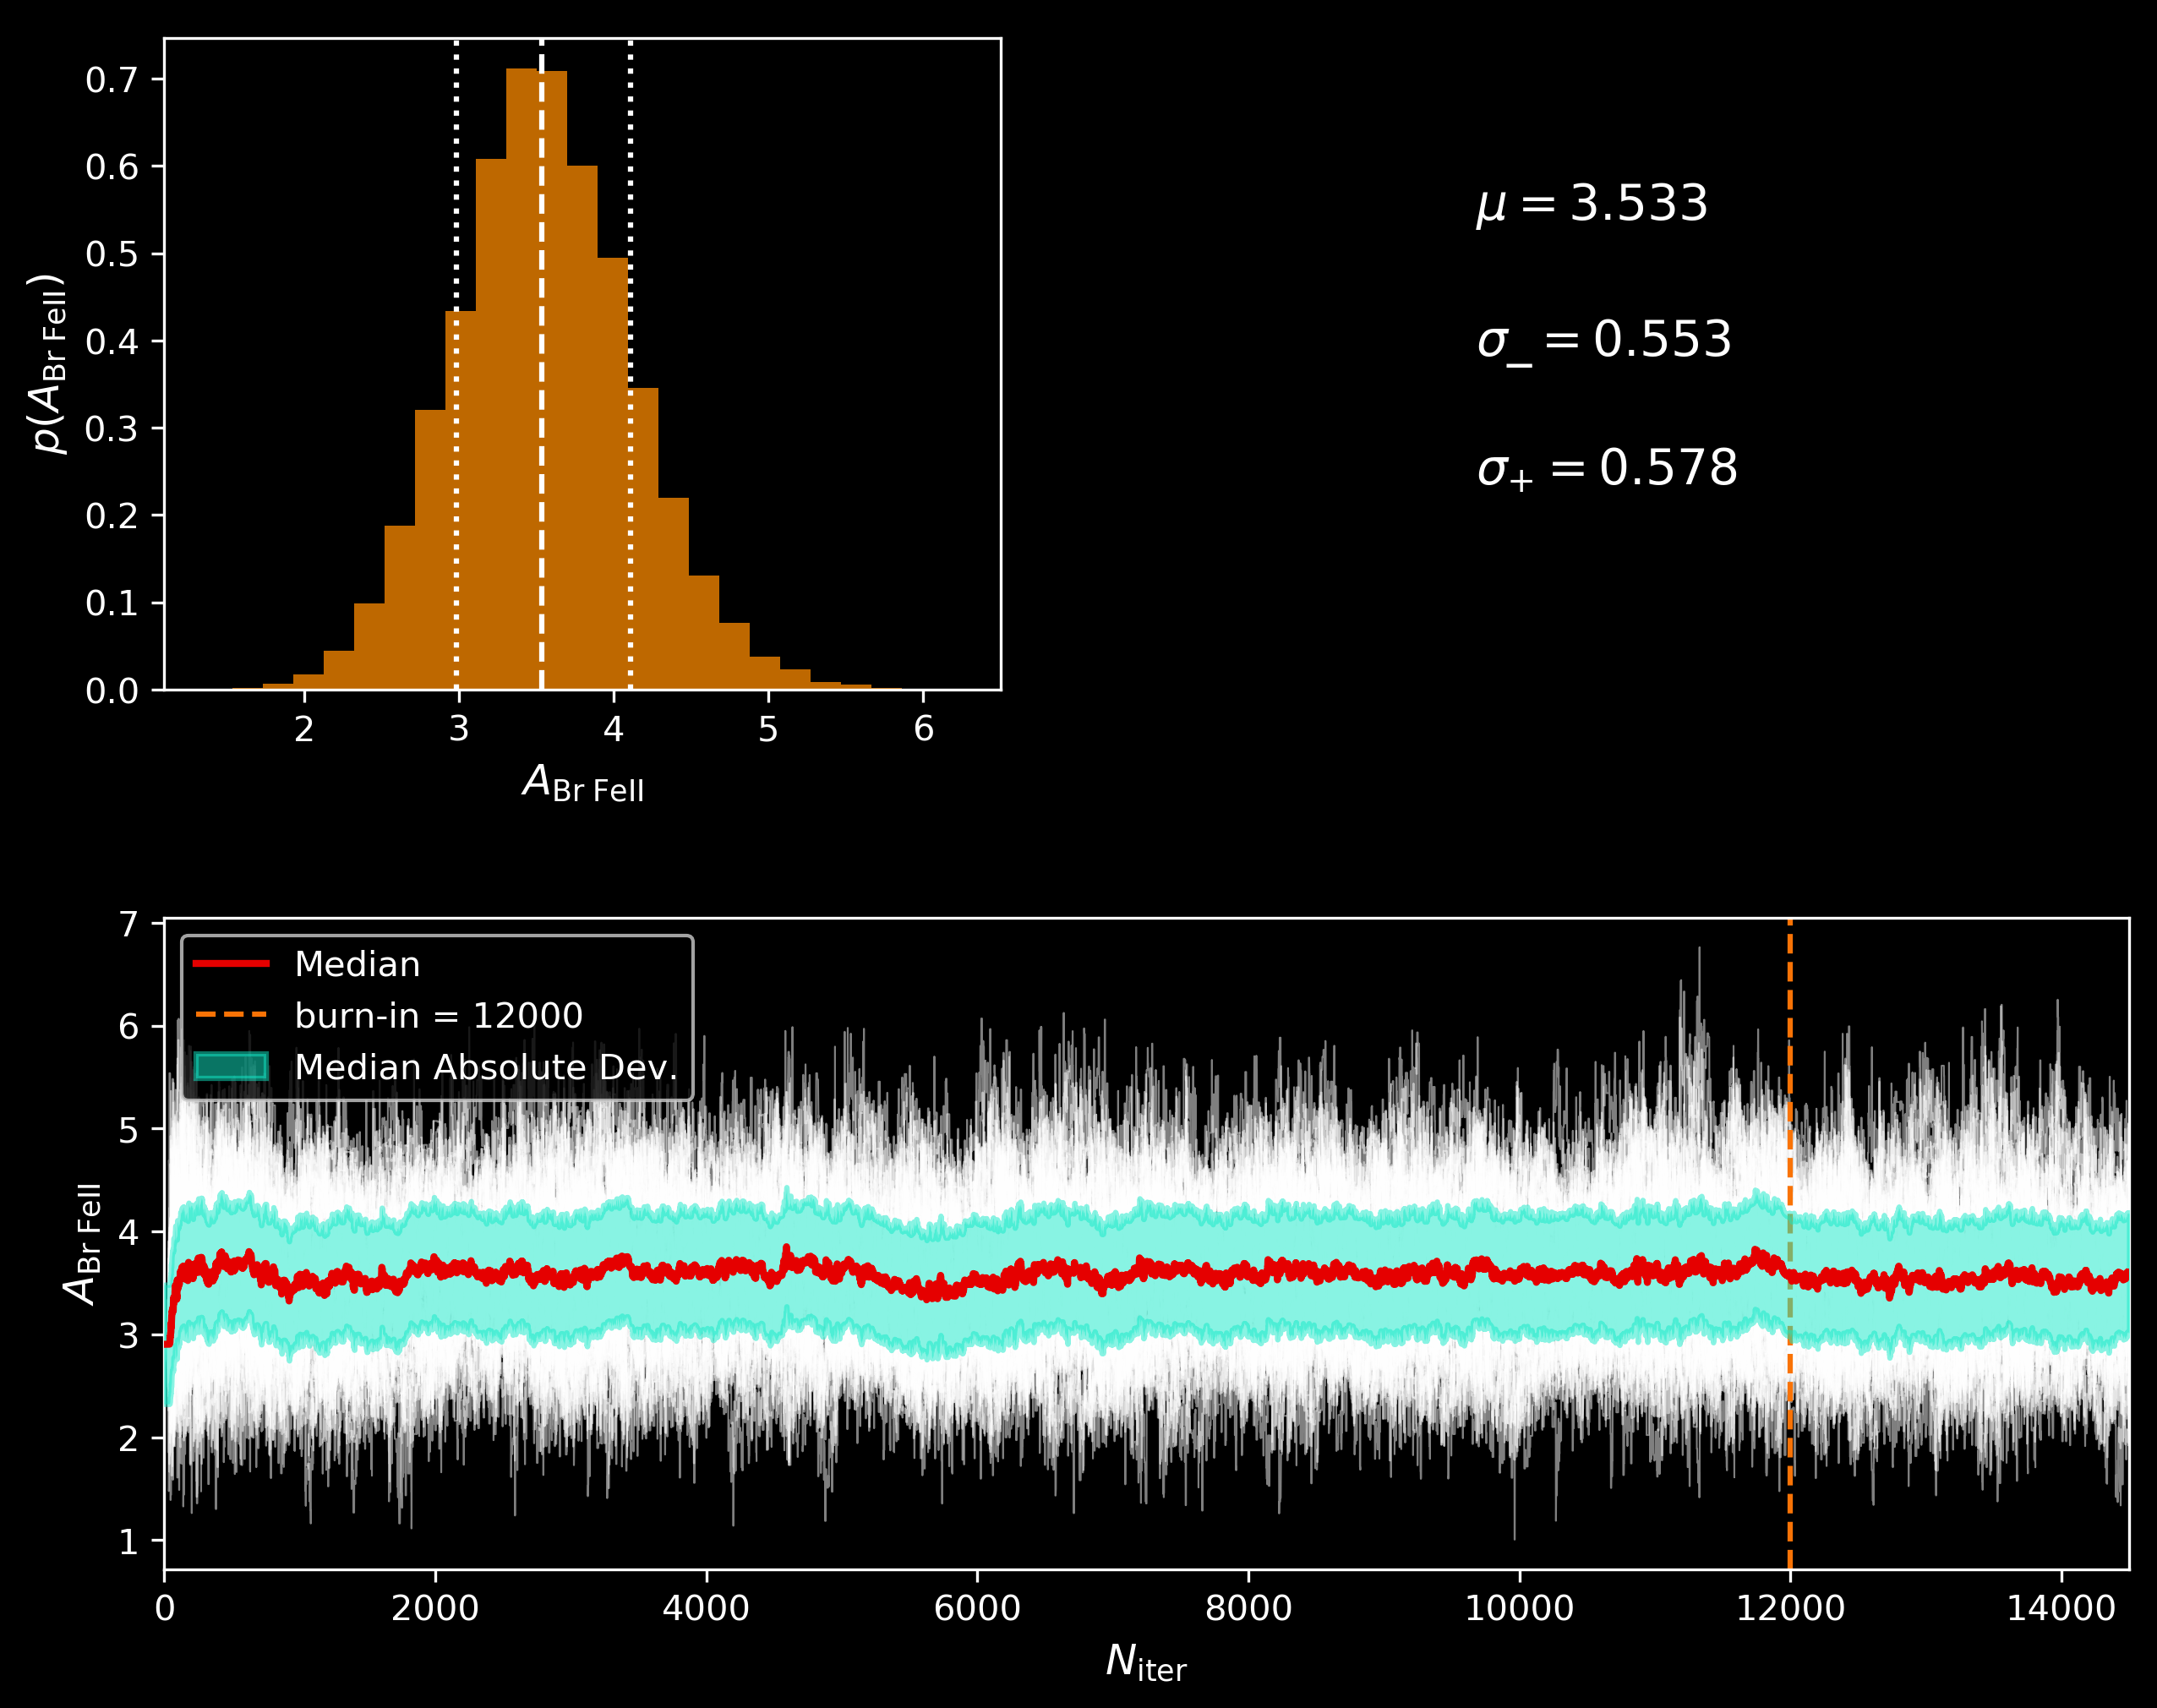 0.7
0.6
0.5
0.4
0.3
0.2
0.1
0.0
p(A_Br FeII)
2 3 4 5 6
A_Br FeII
μ = 3.533
σ_− = 0.553
σ_+ = 0.578
7
6
5
4
3
2
1
A_Br FeII
Median
burn-in = 12000
Median Absolute Dev.
0 2000 4000 6000 8000 10000 12000 14000
N_iter